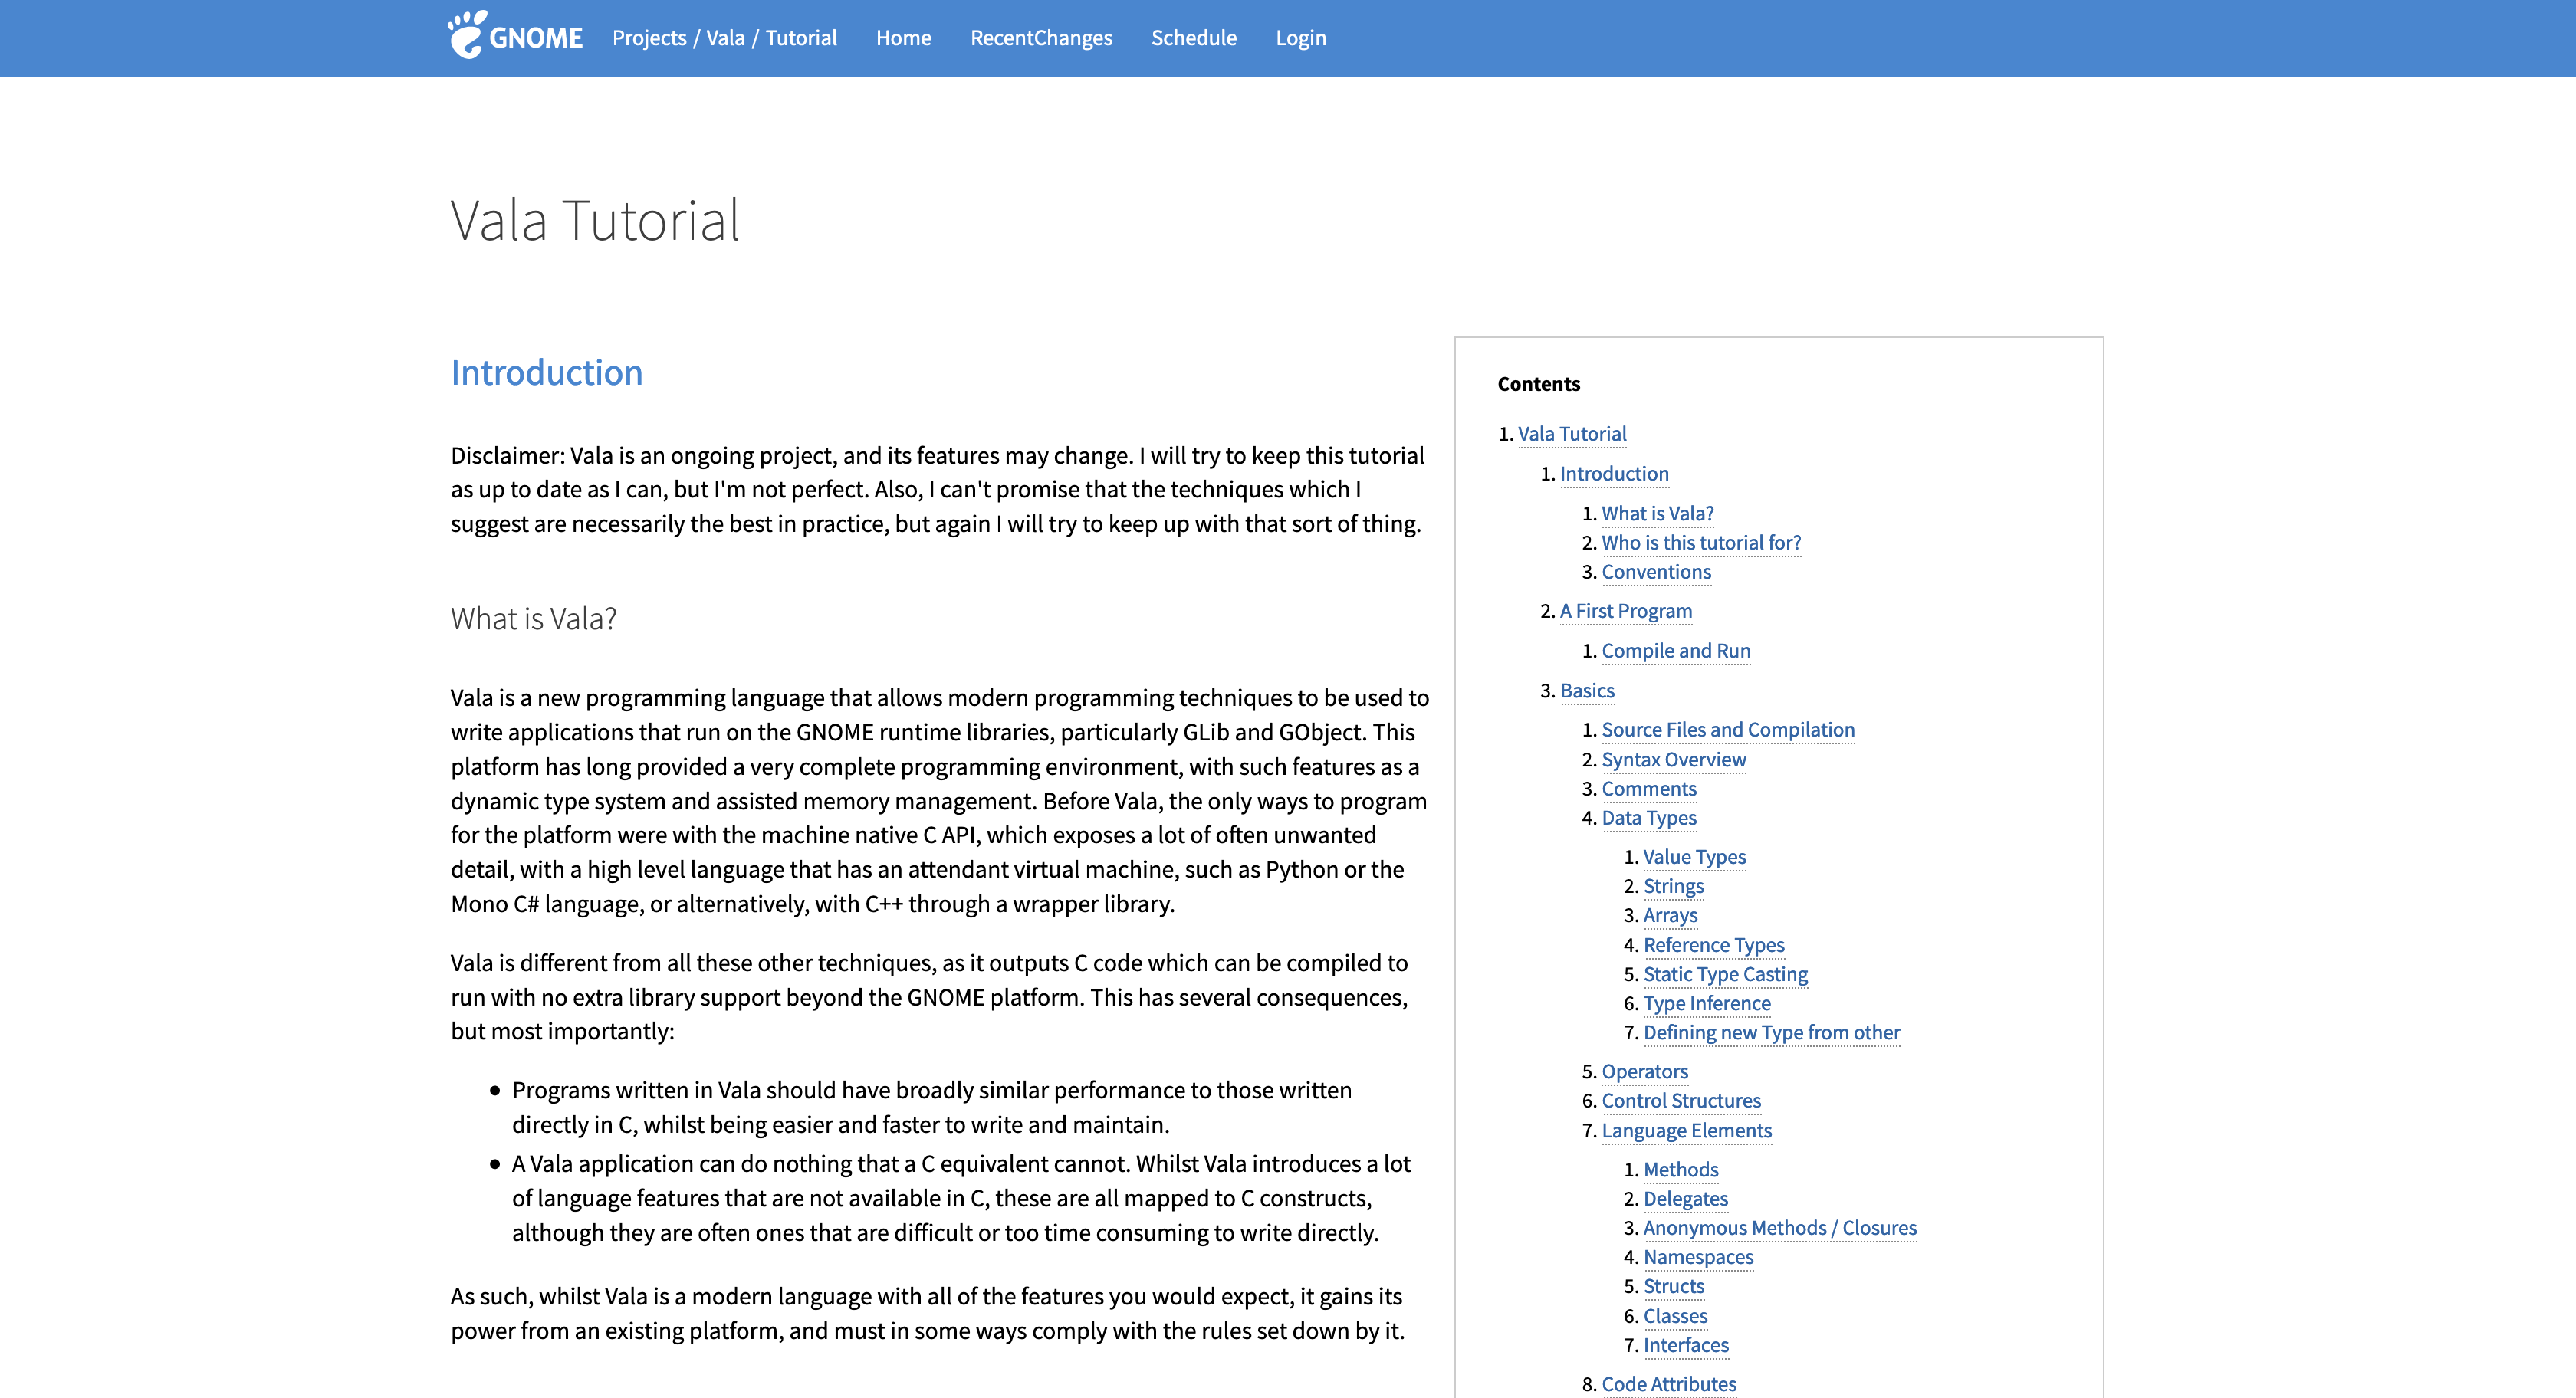 GNOME Projects / Vala / Tutorial Home RecentChanges Schedule Login
Vala Tutorial
Introduction
Disclaimer: Vala is an ongoing project, and its features may change. I will try to keep this tutorial
as up to date as I can, but I'm not perfect. Also, I can't promise that the techniques which I
suggest are necessarily the best in practice, but again I will try to keep up with that sort of thing.
What is Vala?
Vala is a new programming language that allows modern programming techniques to be used to
write applications that run on the GNOME runtime libraries, particularly GLib and GObject. This
platform has long provided a very complete programming environment, with such features as a
dynamic type system and assisted memory management. Before Vala, the only ways to program
for the platform were with the machine native C API, which exposes a lot of often unwanted
detail, with a high level language that has an attendant virtual machine, such as Python or the
Mono C# language, or alternatively, with C++ through a wrapper library.
Vala is different from all these other techniques, as it outputs C code which can be compiled to
run with no extra library support beyond the GNOME platform. This has several consequences,
but most importantly:
● Programs written in Vala should have broadly similar performance to those written
directly in C, whilst being easier and faster to write and maintain.
● A Vala application can do nothing that a C equivalent cannot. Whilst Vala introduces a lot
of language features that are not available in C, these are all mapped to C constructs,
although they are often ones that are difficult or too time consuming to write directly.
As such, whilst Vala is a modern language with all of the features you would expect, it gains its
power from an existing platform, and must in some ways comply with the rules set down by it.
Contents
1. Vala Tutorial
1. Introduction
1. What is Vala?
2. Who is this tutorial for?
3. Conventions
2. A First Program
1. Compile and Run
3. Basics
1. Source Files and Compilation
2. Syntax Overview
3. Comments
4. Data Types
1. Value Types
2. Strings
3. Arrays
4. Reference Types
5. Static Type Casting
6. Type Inference
7. Defining new Type from other
5. Operators
6. Control Structures
7. Language Elements
1. Methods
2. Delegates
3. Anonymous Methods / Closures
4. Namespaces
5. Structs
6. Classes
7. Interfaces
8. Code Attributes